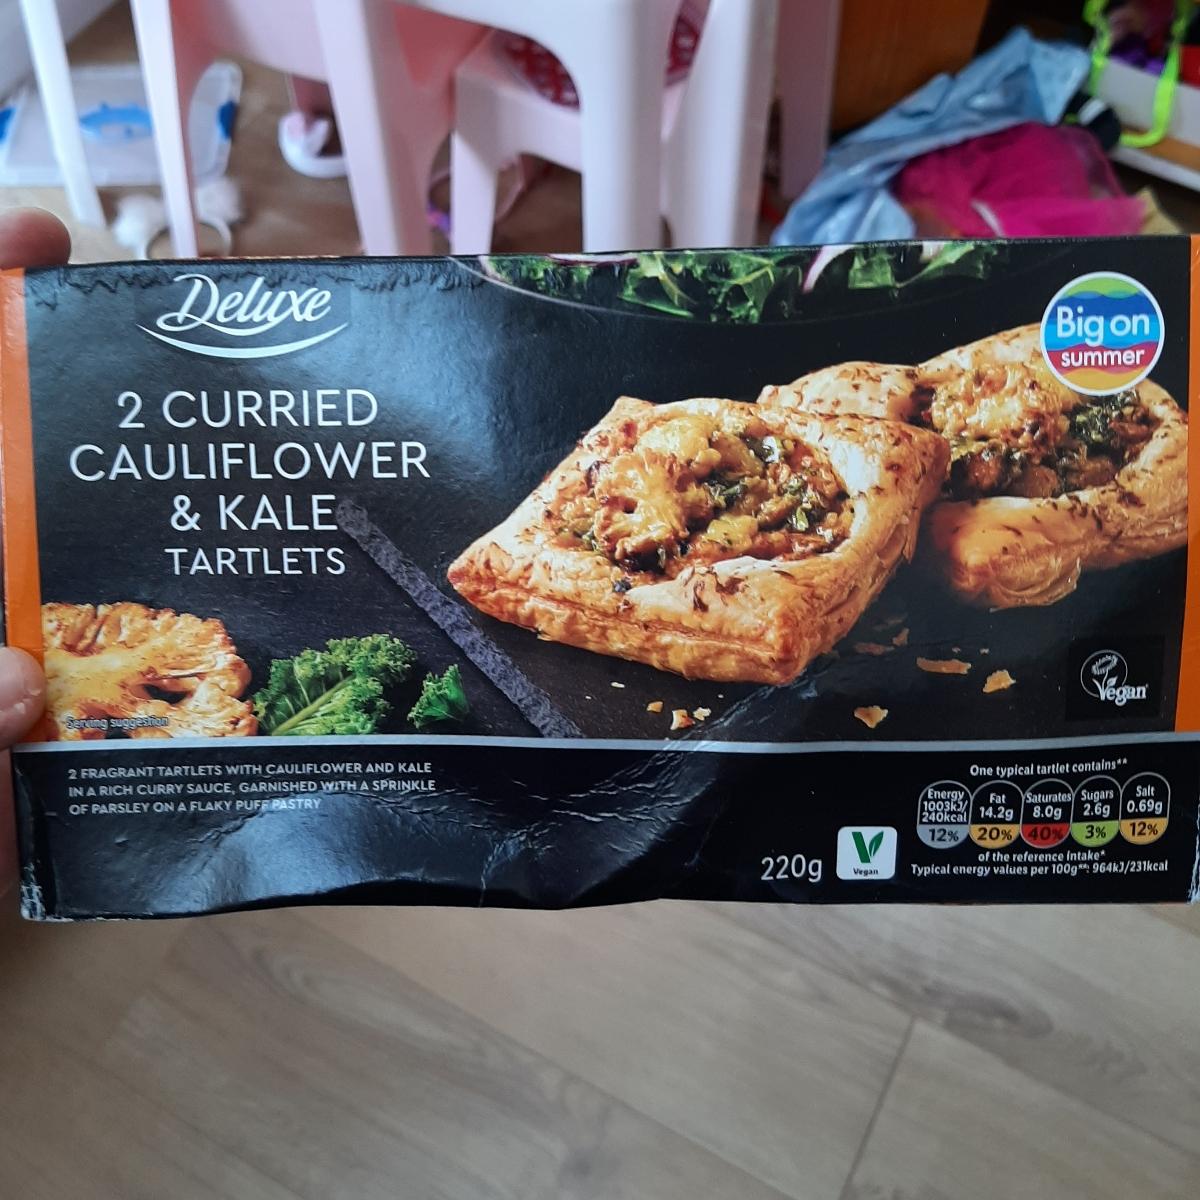 Deluxe
2 CURRIED
CAULIFLOWER
& KALE
TARTLETS
Big on
summer
Vegan
Serving suggestion
2 FRAGRANT TARTLETS WITH CAULIFLOWER AND KALE
IN A RICH CURRY SAUCE, GARNISHED WITH A SPRINKLE
OF PARSLEY ON A FLAKY PUFF PASTRY
220g
Vegan
One typical tartlet contains**
Energy
1003kJ/
240kcal
12%
Fat
14.2g
20%
Saturates
8.0g
40%
Sugars
2.6g
3%
Salt
0.69g
12%
of the reference intake*
Typical energy values per 100g**: 964kJ/231kcal